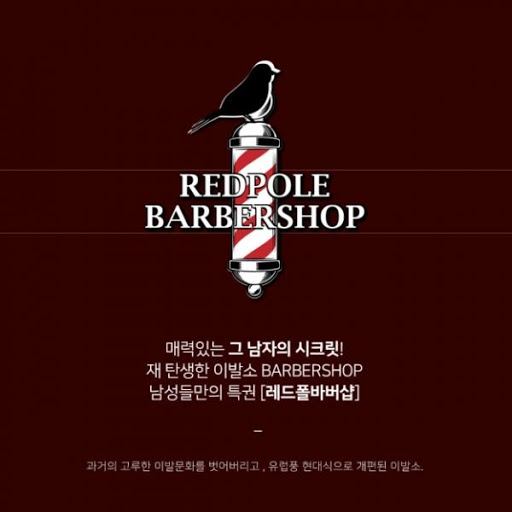 REDPOLE
BARBERSHOP
매력있는 그 남자의 시크릿!
재 탄생한 이발소 BARBERSHOP
남성들만의 특권 [레드폴바버샵]
–
과거의 고루한 이발문화를 벗어버리고 , 유럽풍 현대식으로 개편된 이발소.